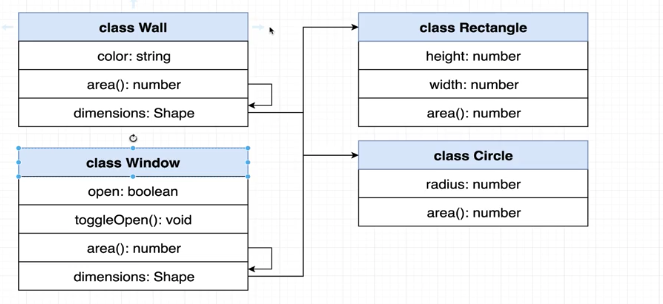 class Wall
color: string
area(): number
dimensions: Shape
class Window
open: boolean
toggleOpen(): void
area(): number
dimensions: Shape
class Rectangle
height: number
width: number
area(): number
class Circle
radius: number
area(): number